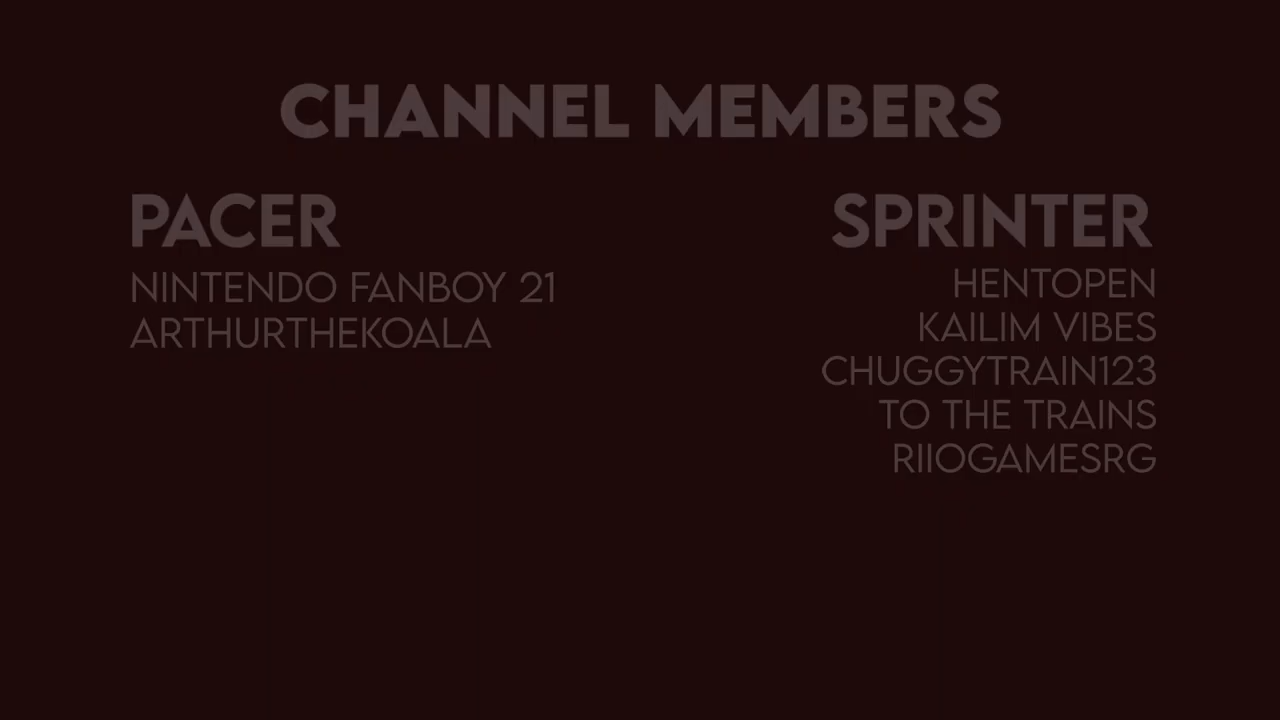 CHANNEL MEMBERS
PACER
NINTENDO FANBOY 21
ARTHURTHEKOALA
SPRINTER
HENTOPEN
KAILIM VIBES
CHUGGYTRAIN123
TO THE TRAINS
RIIOGAMESRG